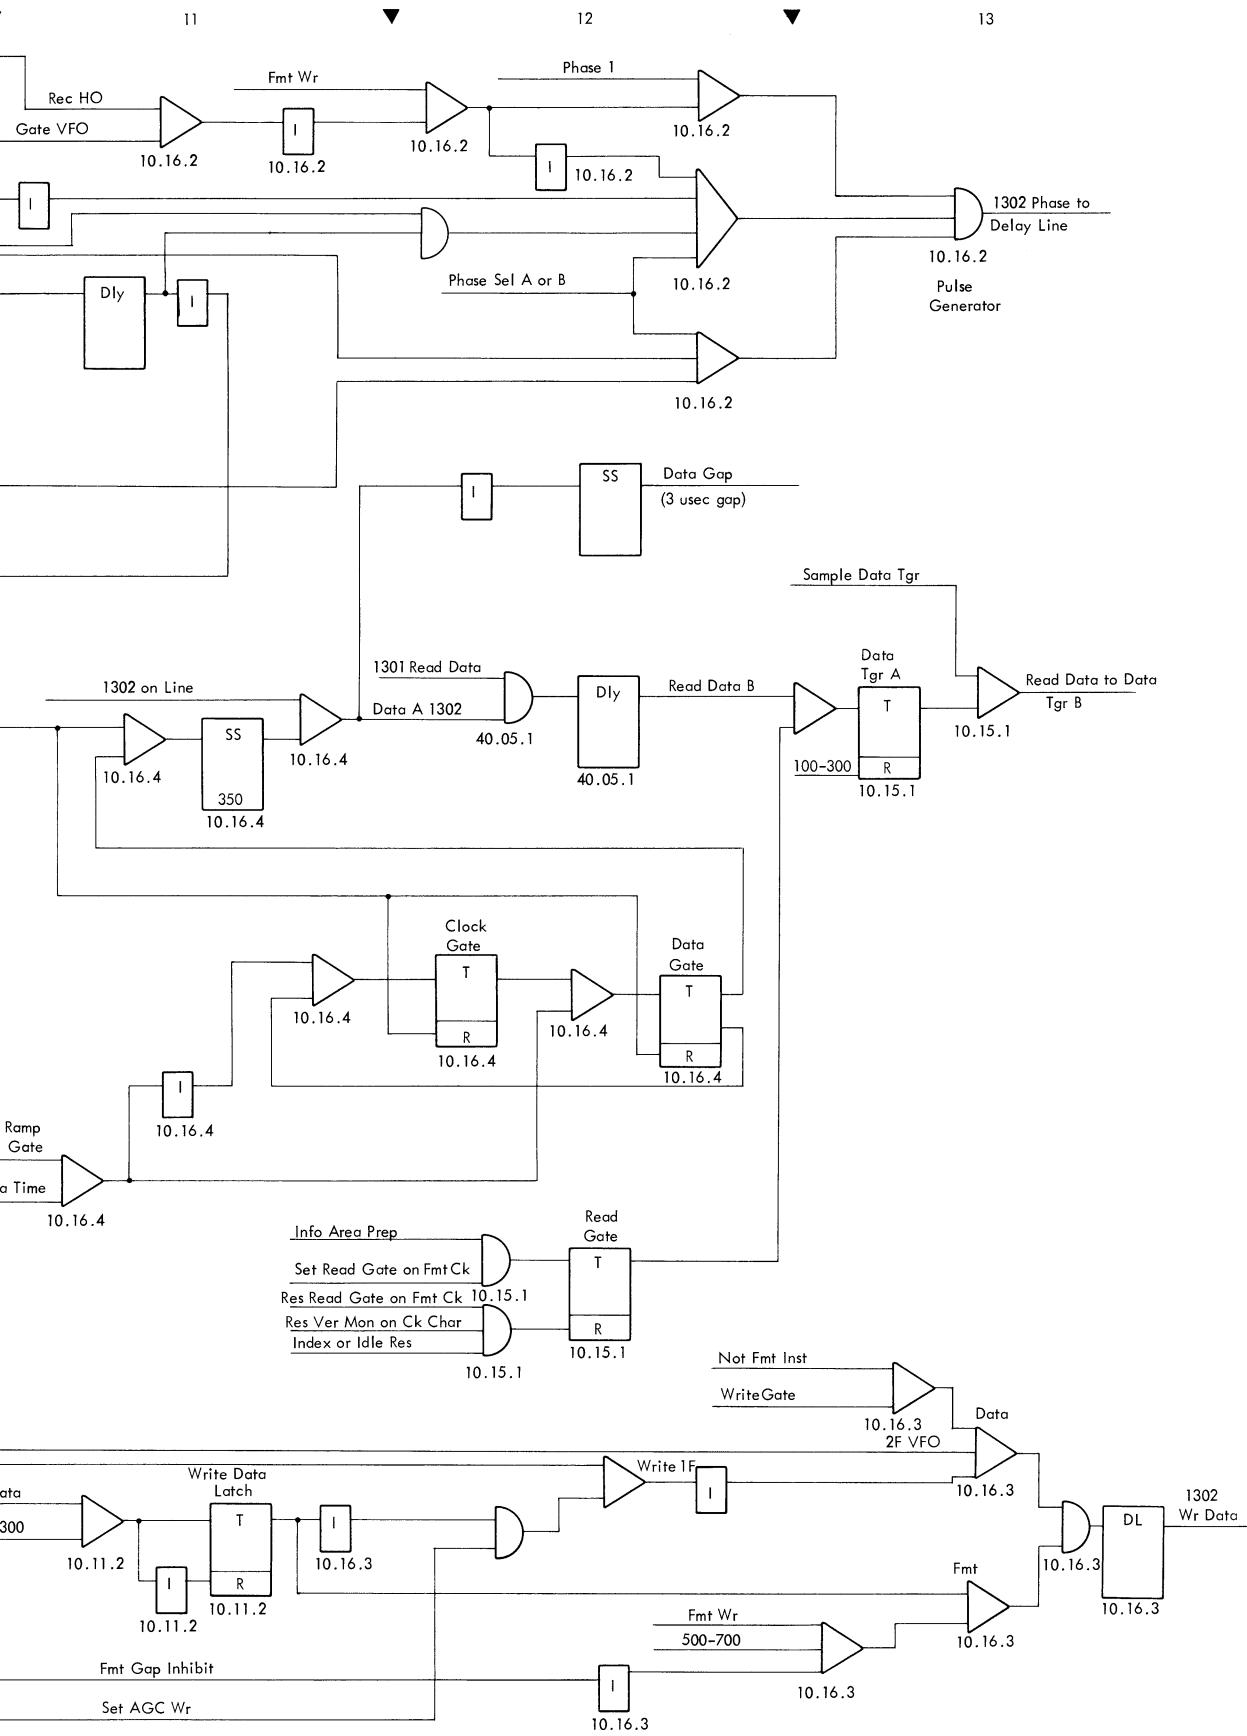 11
12
13
Rec HO
Gate VFO
10.16.2
Fmt Wr
I
10.16.2
10.16.2
Phase 1
10.16.2
I
10.16.2
I
1302 Phase to
Delay Line
10.16.2
Pulse
Generator
Dly
I
Phase Sel A or B
10.16.2
10.16.2
I
SS
Data Gap
(3 usec gap)
Sample Data Tgr
1302 on Line
10.16.4
SS
350
10.16.4
10.16.4
1301 Read Data
Data A 1302
40.05.1
Dly
40.05.1
Read Data B
Data
Tgr A
T
100-300
R
10.15.1
10.15.1
Read Data to Data
Tgr B
Clock
Gate
T
R
10.16.4
10.16.4
Data
Gate
T
R
10.16.4
10.16.4
I
10.16.4
Ramp
Gate
a Time
10.16.4
Info Area Prep
Set Read Gate on Fmt Ck
10.15.1
Res Read Gate on Fmt Ck
Res Ver Mon on Ck Char
Index or Idle Res
10.15.1
Read
Gate
T
R
10.15.1
Not Fmt Inst
Write Gate
10.16.3
Data
2F VFO
10.16.3
Write 1F
I
Write Data
Latch
ata
300
10.11.2
T
R
10.11.2
I
10.11.2
I
10.16.3
10.16.3
DL
10.16.3
1302
Wr Data
Fmt
10.16.3
Fmt Wr
500-700
10.16.3
Fmt Gap Inhibit
I
10.16.3
Set AGC Wr